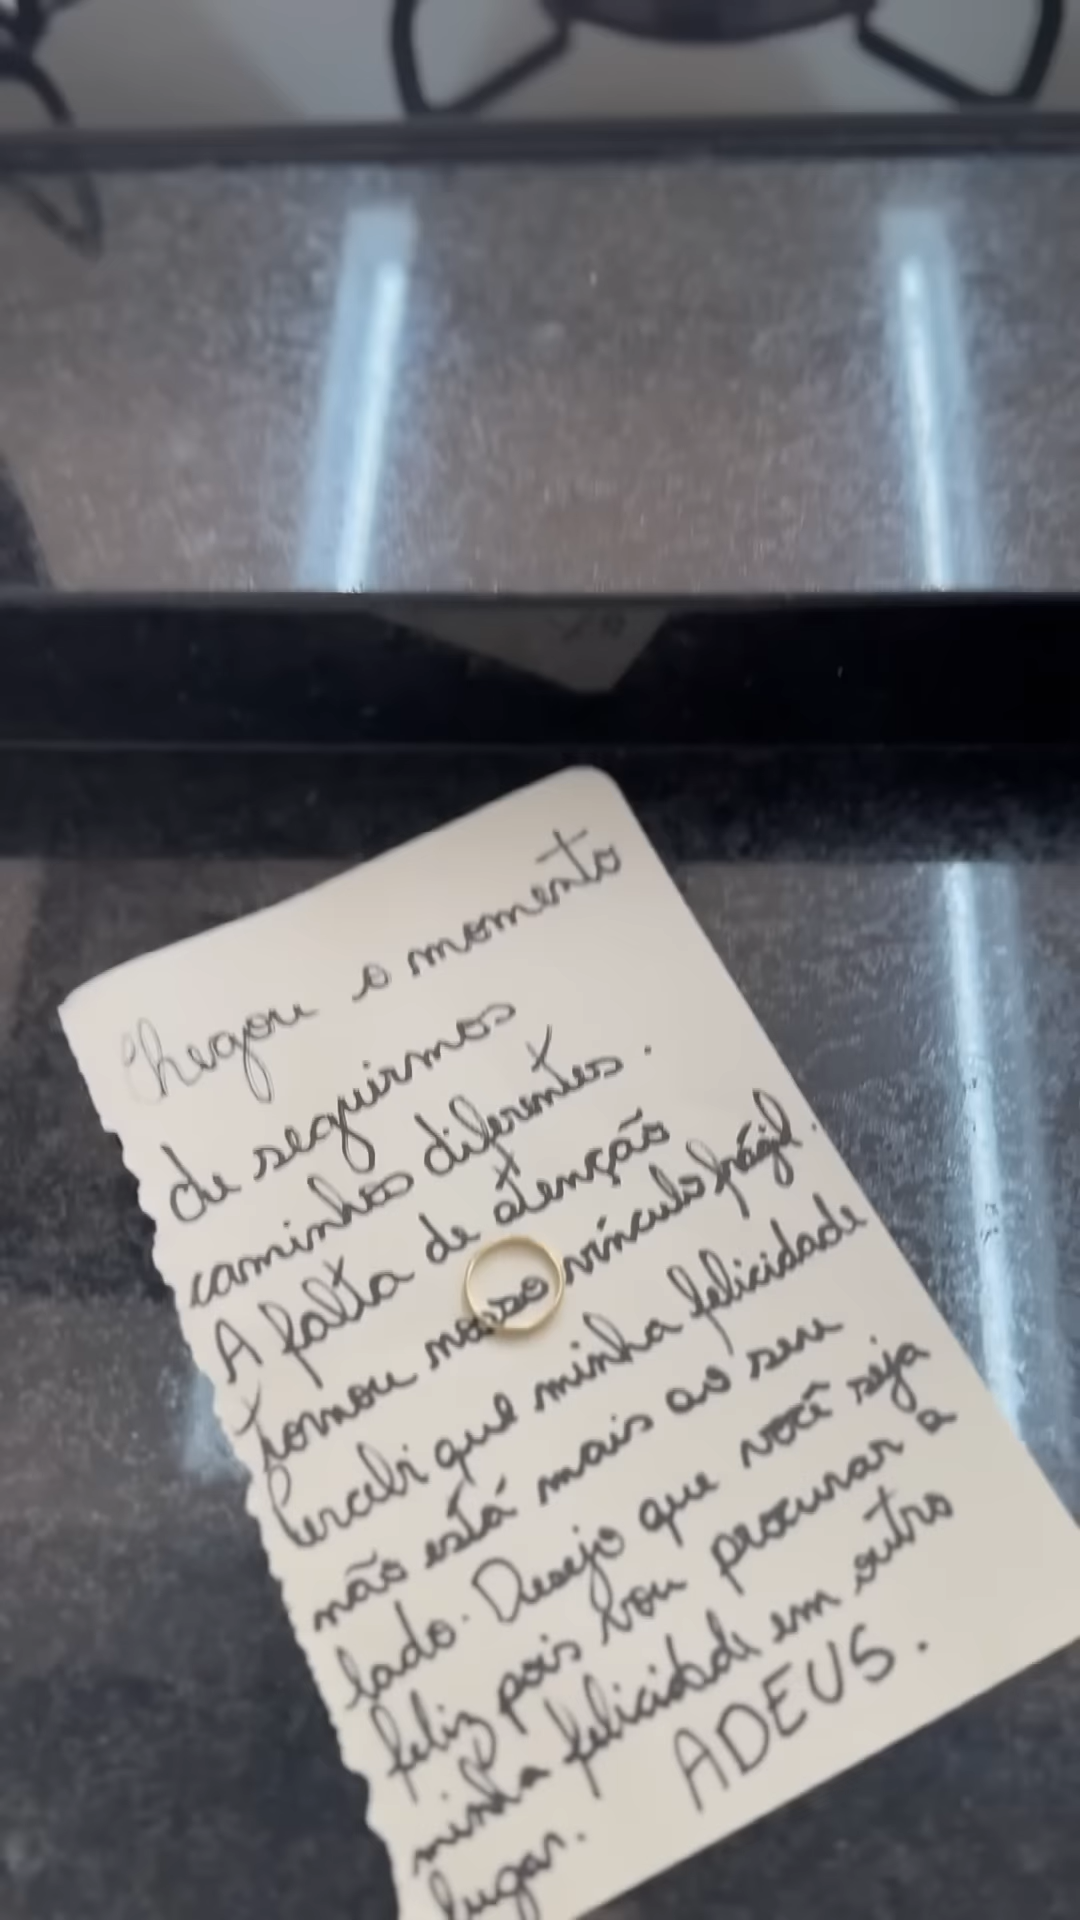 Chegou o momento
de seguirmos
caminhos diferentes.
A falta de atenção
tornou nosso vínculo frágil.
Percebi que minha felicidade
não está mais ao seu
lado. Desejo que você seja
feliz pois vou procurar a
minha felicidade em outro
lugar. ADEUS.